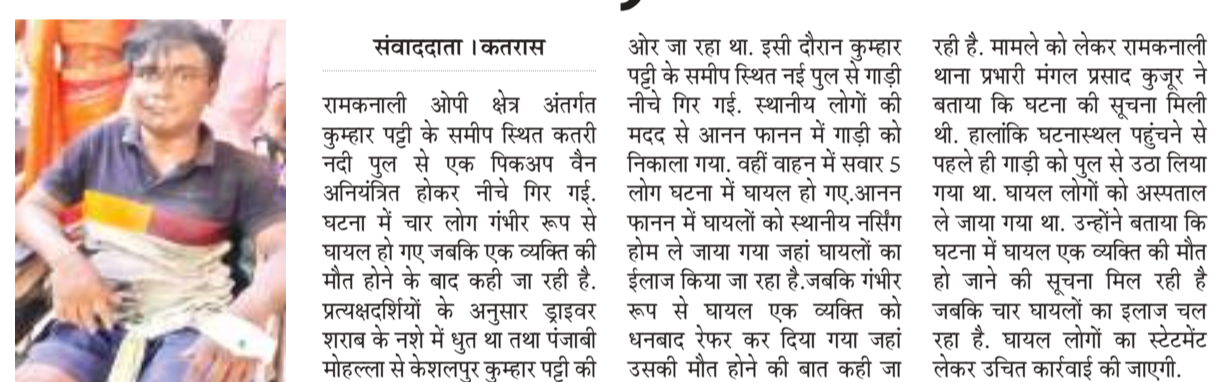 संवाददाता । कतरास
रामकनाली ओपी क्षेत्र अंतर्गत
कुम्हार पट्टी के समीप स्थित कतरी
नदी पुल से एक पिकअप वैन
अनियंत्रित होकर नीचे गिर गई.
घटना में चार लोग गंभीर रूप से
घायल हो गए जबकि एक व्यक्ति की
मौत होने के बाद कही जा रही है.
प्रत्यक्षदर्शियों के अनुसार ड्राइवर
शराब के नशे में धुत था तथा पंजाबी
मोहल्ला से केशलपुर कुम्हार पट्टी की
ओर जा रहा था. इसी दौरान कुम्हार
पट्टी के समीप स्थित नई पुल से गाड़ी
नीचे गिर गई. स्थानीय लोगों की
मदद से आनन फानन में गाड़ी को
निकाला गया. वहीं वाहन में सवार 5
लोग घटना में घायल हो गए.आनन
फानन में घायलों को स्थानीय नर्सिंग
होम ले जाया गया जहां घायलों का
ईलाज किया जा रहा है.जबकि गंभीर
रूप से घायल एक व्यक्ति को
धनबाद रेफर कर दिया गया जहां
उसकी मौत होने की बात कही जा
रही है. मामले को लेकर रामकनाली
थाना प्रभारी मंगल प्रसाद कुजूर ने
बताया कि घटना की सूचना मिली
थी. हालांकि घटनास्थल पहुंचने से
पहले ही गाड़ी को पुल से उठा लिया
गया था. घायल लोगों को अस्पताल
ले जाया गया था. उन्होंने बताया कि
घटना में घायल एक व्यक्ति की मौत
हो जाने की सूचना मिल रही है
जबकि चार घायलों का इलाज चल
रहा है. घायल लोगों का स्टेटमेंट
लेकर उचित कार्रवाई की जाएगी.